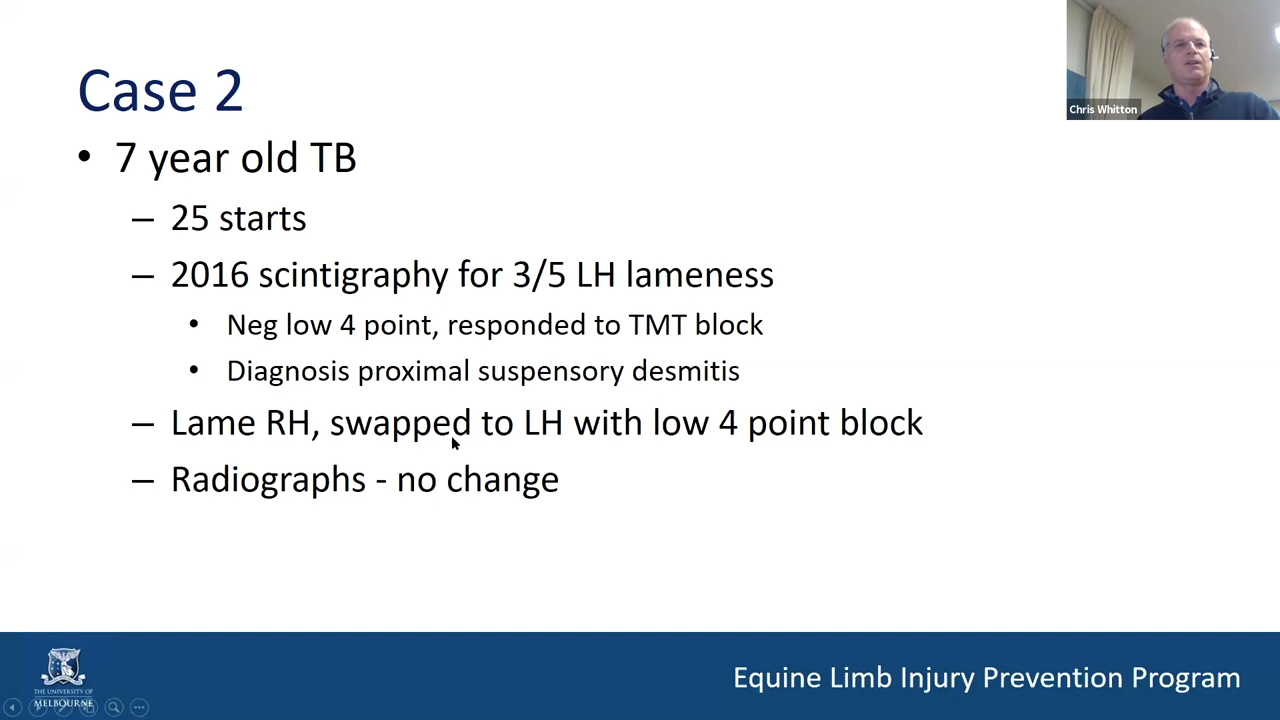 Case 2
Chris Whitton
• 7 year old TB
– 25 starts
– 2016 scintigraphy for 3/5 LH lameness
• Neg low 4 point, responded to TMT block
• Diagnosis proximal suspensory desmitis
– Lame RH, swapped to LH with low 4 point block
– Radiographs - no change
THE UNIVERSITY OF
MELBOURNE
Equine Limb Injury Prevention Program